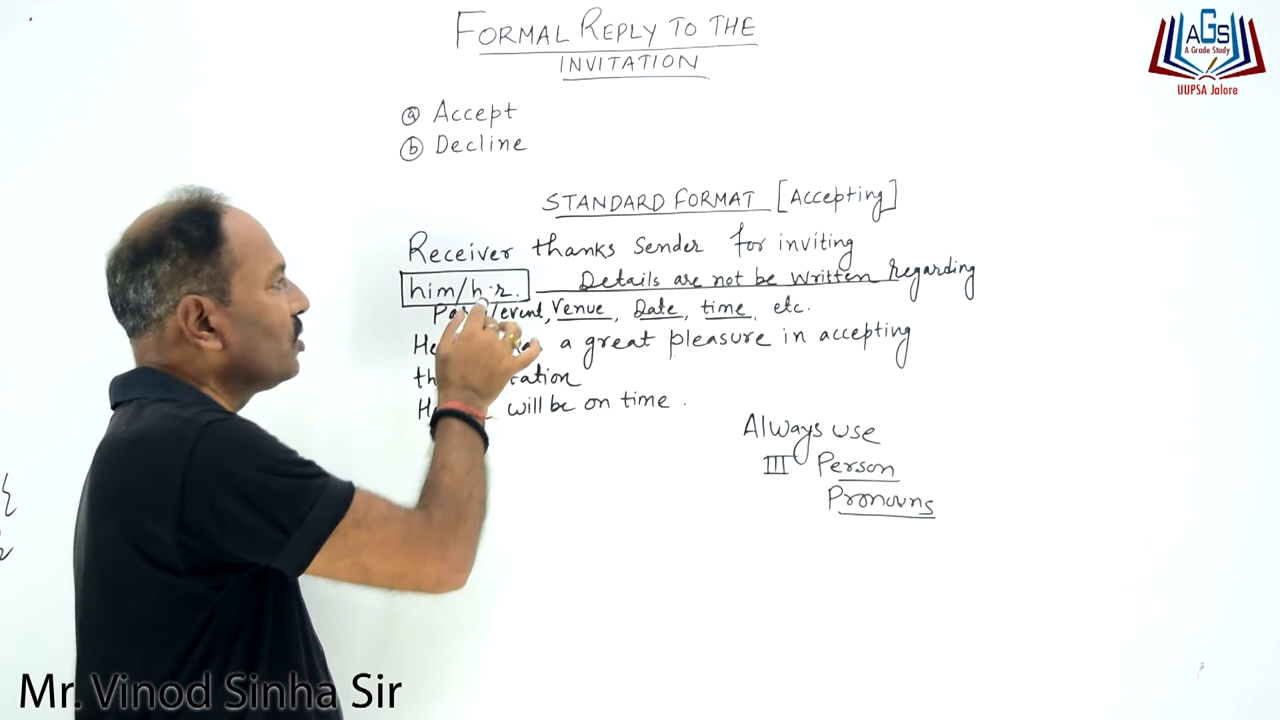 FORMAL REPLY TO THE
INVITATION
AGS
A Grade Study
UUPSA Jalore
ⓐ Accept
ⓑ Decline
STANDARD FORMAT [Accepting]
Receiver thanks sender for inviting
him/h r. Details are not be written regarding
/event, Venue, Date, time, etc.
a great pleasure in accepting
will be on time.
Always use
III Person
Pronouns
Mr. Vinod Sinha Sir